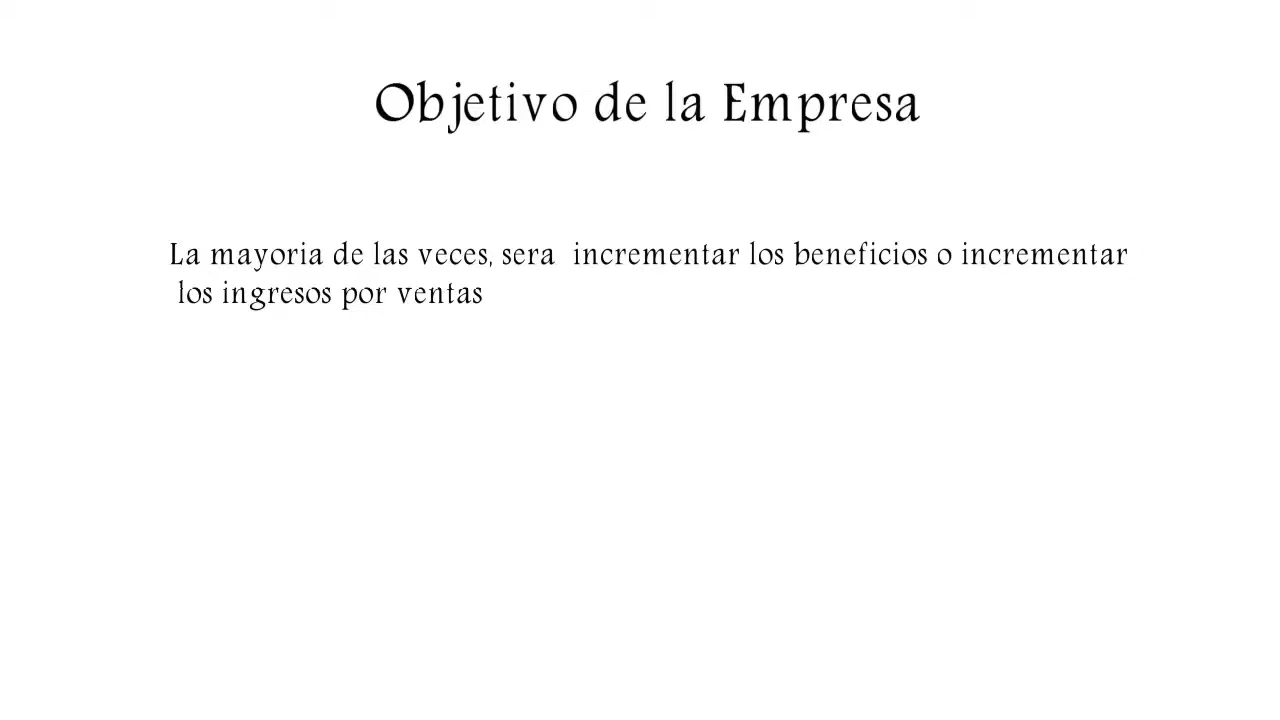 Objetivo de la Empresa
La mayoria de las veces, sera  incrementar los beneficios o incrementar
los ingresos por ventas